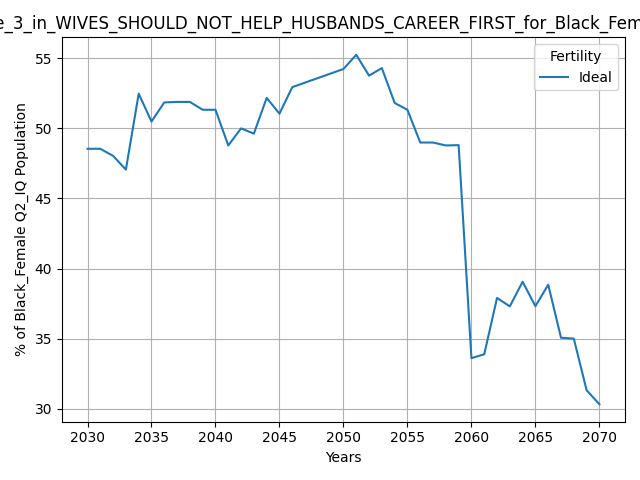 e_3_in_WIVES_SHOULD_NOT_HELP_HUSBANDS_CAREER_FIRST_for_Black_Fem
Fertility
Ideal
% of Black_Female Q2_IQ Population
55
50
45
40
35
30
2030 2035 2040 2045 2050 2055 2060 2065 2070
Years